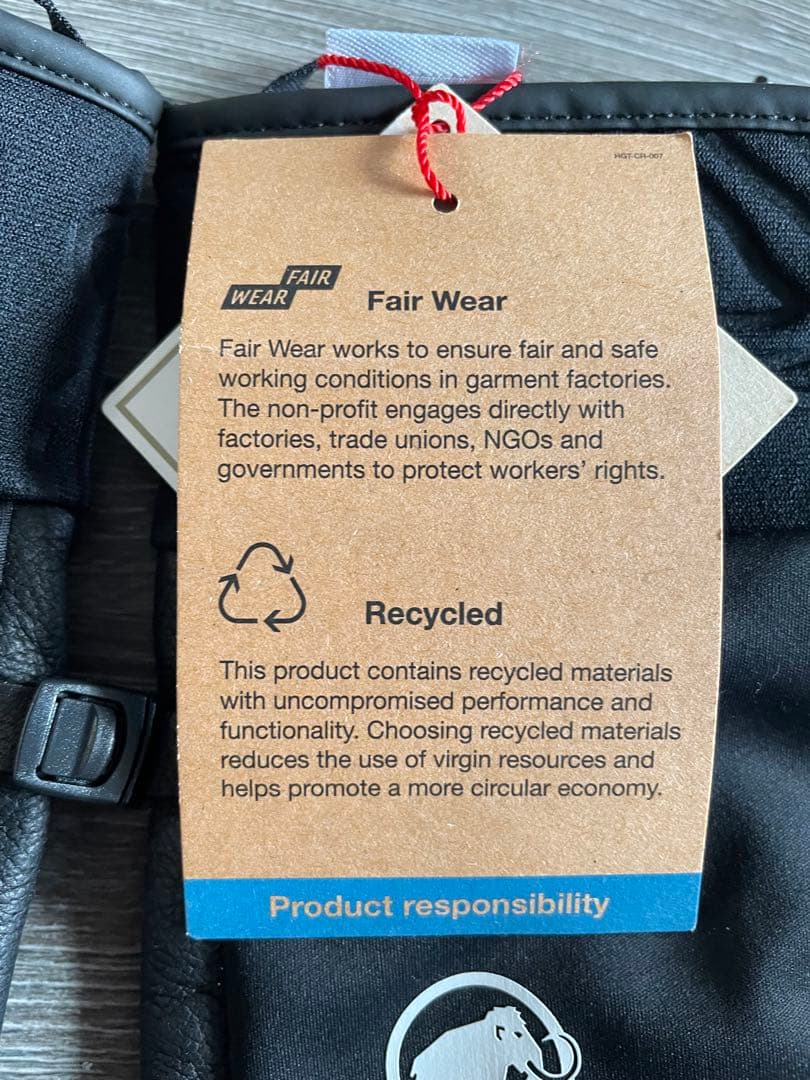 HGT-CR-007
FAIR
WEAR
Fair Wear
Fair Wear works to ensure fair and safe
working conditions in garment factories.
The non-profit engages directly with
factories, trade unions, NGOs and
governments to protect workers’ rights.
Recycled
This product contains recycled materials
with uncompromised performance and
functionality. Choosing recycled materials
reduces the use of virgin resources and
helps promote a more circular economy.
Product responsibility